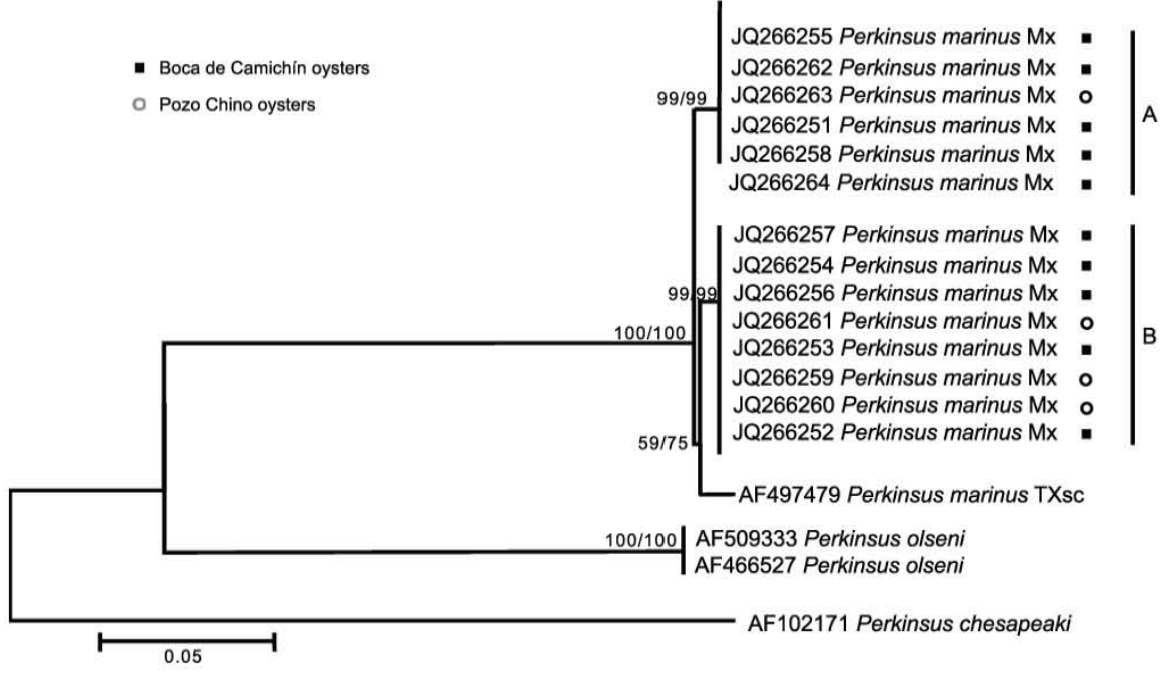 Boca de Camichín oysters
Pozo Chino oysters
JQ266255 Perkinsus marinus Mx
JQ266262 Perkinsus marinus Mx
99/99
JQ266263 Perkinsus marinus Mx
A
JQ266251 Perkinsus marinus Mx
JQ266258 Perkinsus marinus Mx
JQ266264 Perkinsus marinus Mx
JQ266257 Perkinsus marinus Mx
JQ266254 Perkinsus marinus Mx
99/99
JQ266256 Perkinsus marinus Mx
JQ266261 Perkinsus marinus Mx
100/100
B
JQ266253 Perkinsus marinus Mx
JQ266259 Perkinsus marinus Mx
JQ266260 Perkinsus marinus Mx
JQ266252 Perkinsus marinus Mx
59/75
AF497479 Perkinsus marinus TXsc
100/100
AF509333 Perkinsus olseni
AF466527 Perkinsus olseni
AF102171 Perkinsus chesapeaki
0.05